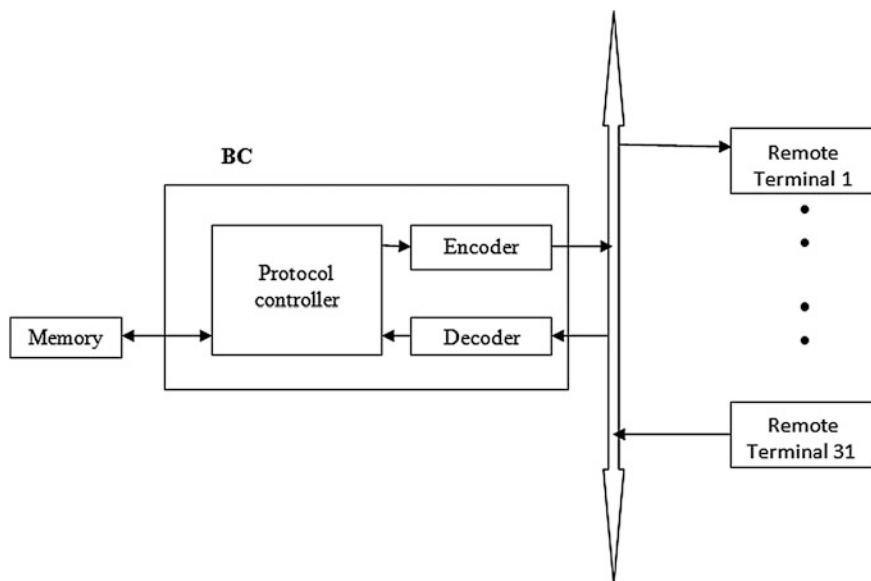 BC
Remote
Terminal 1
Encoder
Protocol
controller
Memory
Decoder
Remote
Terminal 31